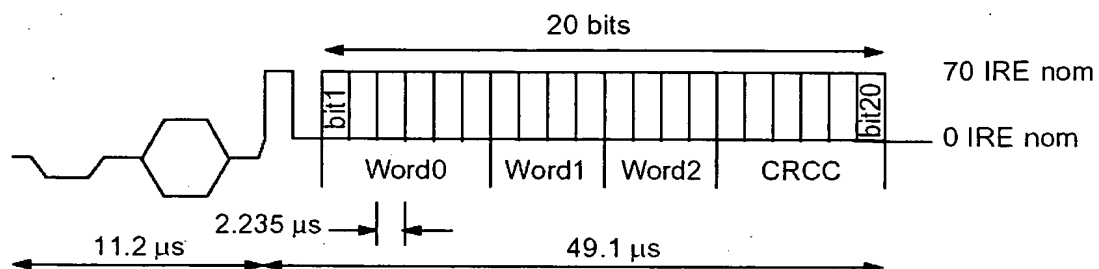 20 bits
70 IRE nom
bit1
bit20
0 IRE nom
Word0 Word1 Word2 CRCC
2.235 µs
11.2 µs 49.1 µs